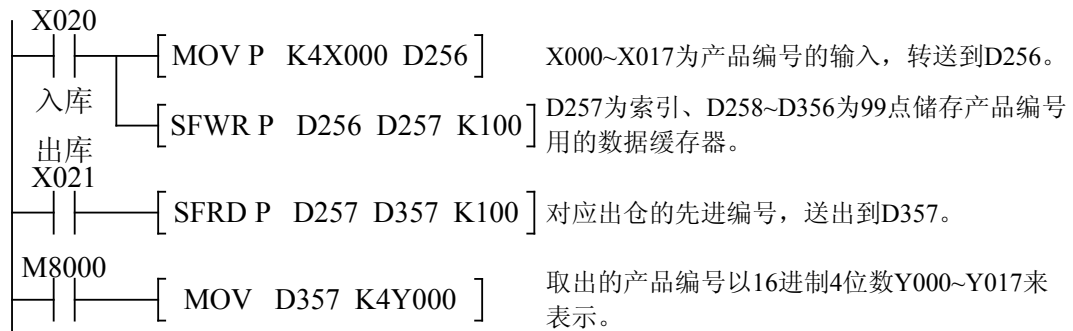 X020
MOV P K4X000 D256
X000~X017为产品编号的输入，转送到D256。
入库
SFWR P D256 D257 K100
D257为索引、D258~D356为99点储存产品编号
用的数据缓存器。
出库
X021
SFRD P D257 D357 K100
对应出仓的先进编号，送出到D357。
M8000
MOV D357 K4Y000
取出的产品编号以16进制4位数Y000~Y017来
表示。